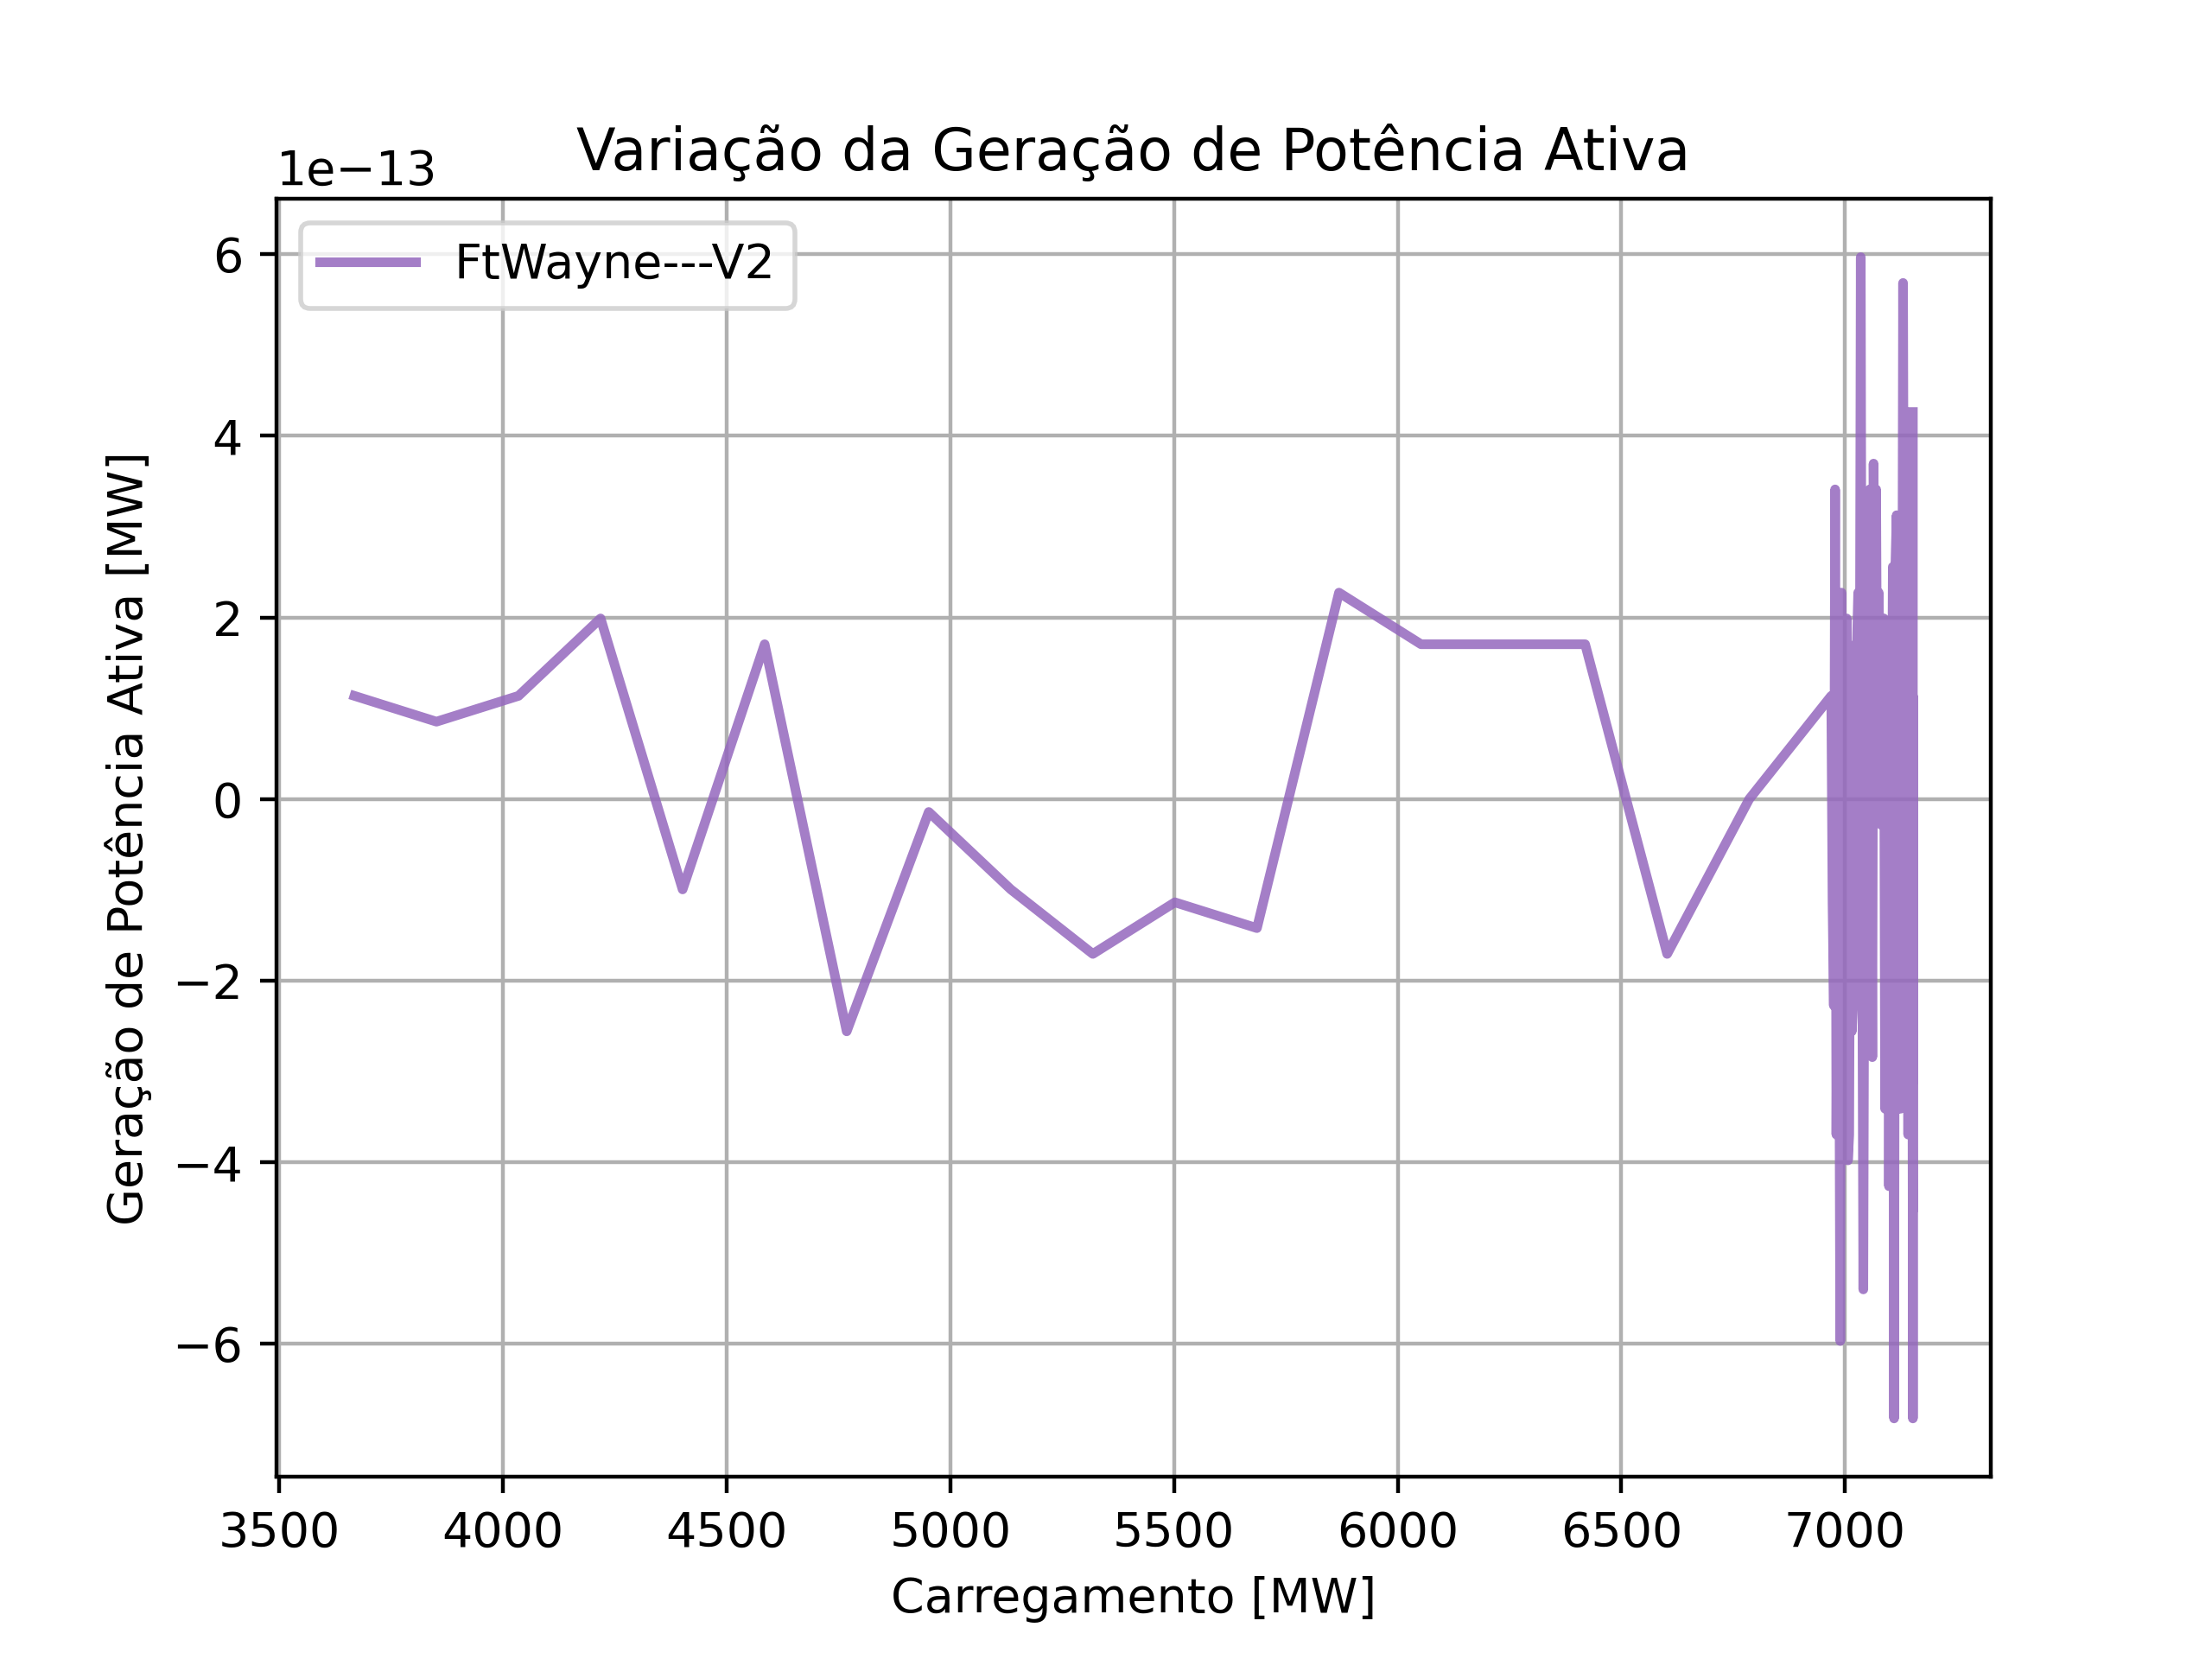 Variação da Geração de Potência Ativa
1e−13
FtWayne---V2
6
4
2
0
−2
−4
−6
Geração de Potência Ativa [MW]
3500 4000 4500 5000 5500 6000 6500 7000
Carregamento [MW]